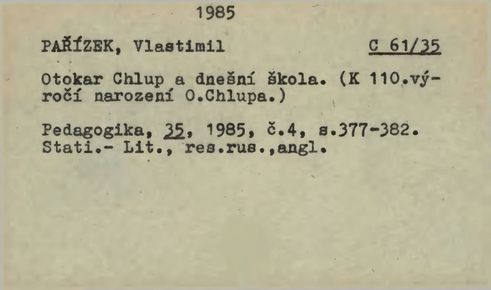 1985
PAŘÍZEK, Vlastimil C 61/35
Otokar Chlup a dnešní škola. (K 110.vý-
ročí narození O.Chlupa.)
Pedagogika, 35, 1985, č.4, s.377-382.
Stati.- Lit., res.rus.,angl.